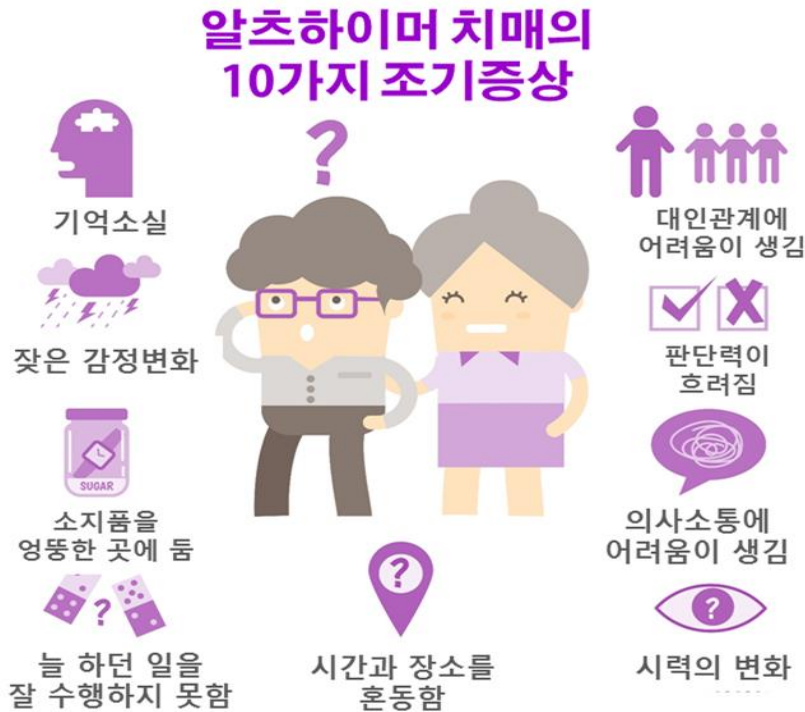 알츠하이머 치매의
10가지 조기증상
?
기억소실
잦은 감정변화
SUGAR
소지품을
엉뚱한 곳에 둠
?
늘 하던 일을
잘 수행하지 못함
?
시간과 장소를
혼동함
대인관계에
어려움이 생김
판단력이
흐려짐
의사소통에
어려움이 생김
?
시력의 변화